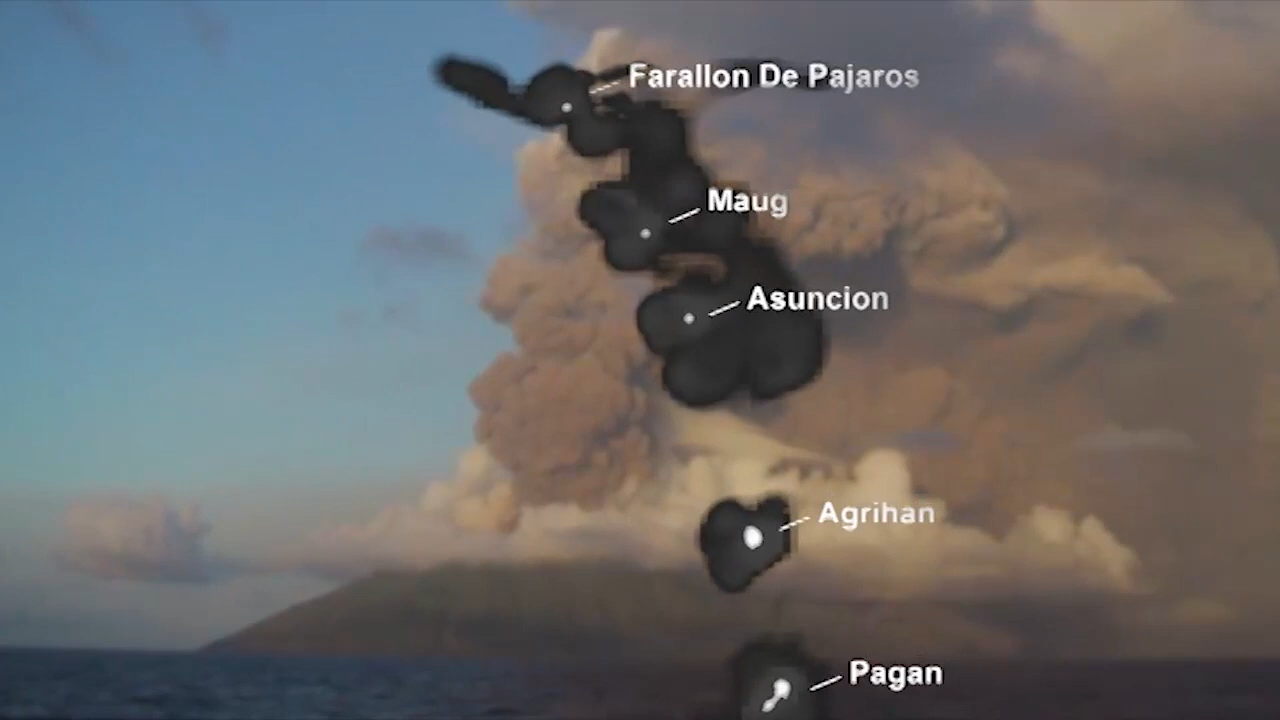 Farallon De Pajaros
Maug
Asuncion
Agrihan
Pagan